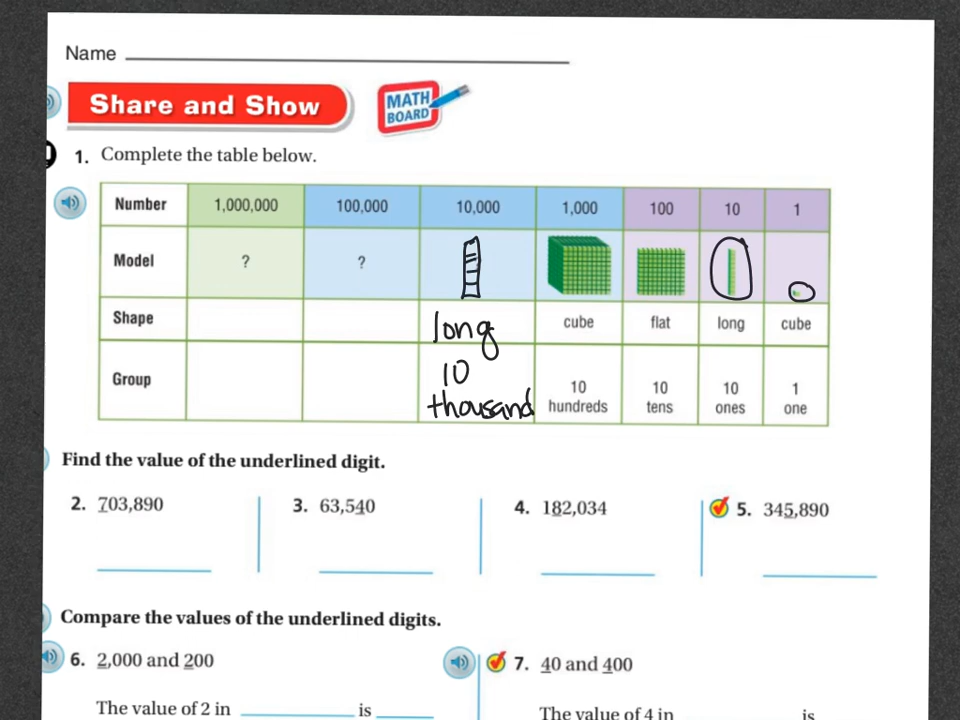 Name
Share and Show
MATH
BOARD
1. Complete the table below.
Number 1,000,000 100,000 10,000 1,000 100 10 1
Model ? ?
Shape long cube flat long cube
Group 10 thousand 10 hundreds 10 tens 10 ones 1 one
Find the value of the underlined digit.
2. 703,890 3. 63,540 4. 182,034 5. 345,890
Compare the values of the underlined digits.
6. 2,000 and 200 7. 40 and 400
The value of 2 in is The value of 4 in is